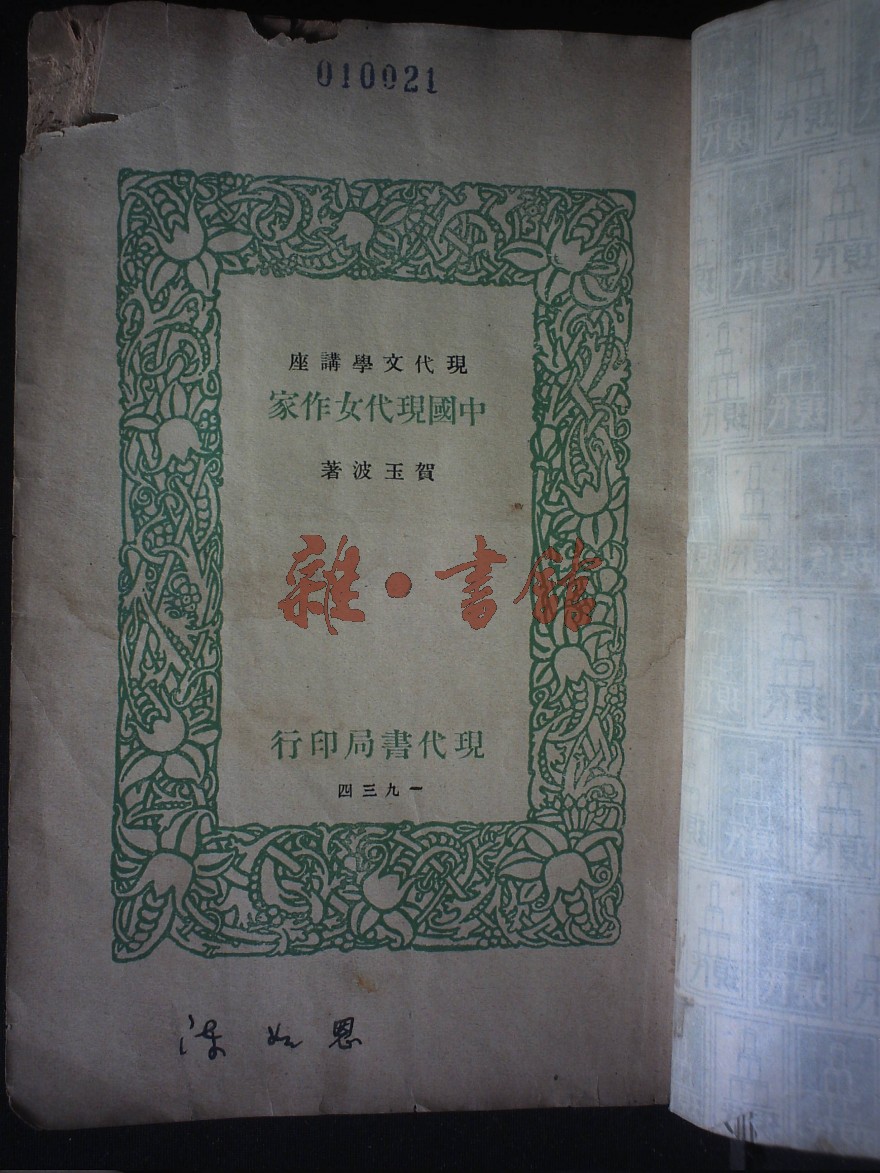 010021
現代文學講座
中國現代女作家
賀玉波著
雜·書館
現代書局印行
一九三四